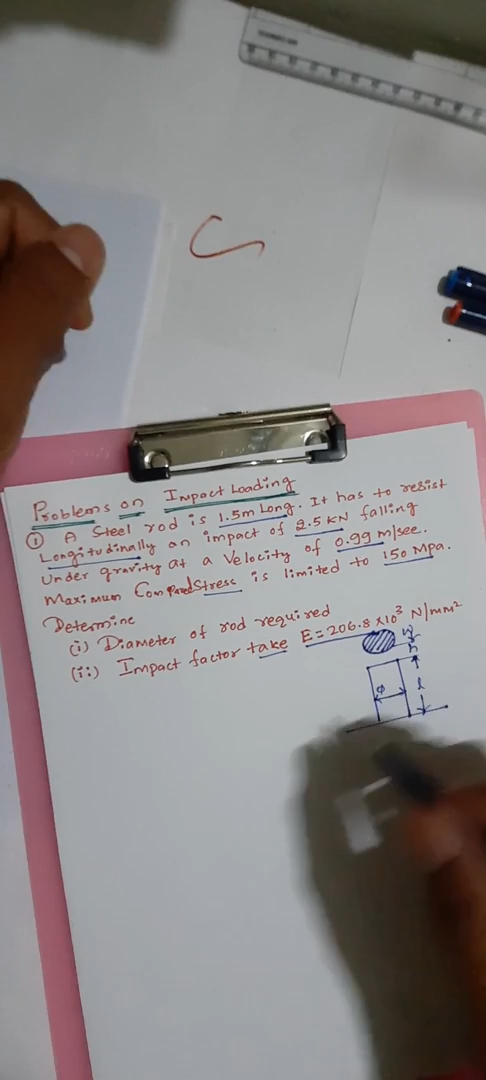 Problems on Impact Loading
① A Steel rod is 1.5m Long. It has to resist
Longitudinally an impact of 2.5 KN falling
Under gravity at a Velocity of 0.99 m/sec.
Maximum Stress is limited to 150 Mpa.
Determine
(i) Diameter of rod required
(ii) Impact factor take E = 206.8 x10³ N/mm²
W
h
φ
l